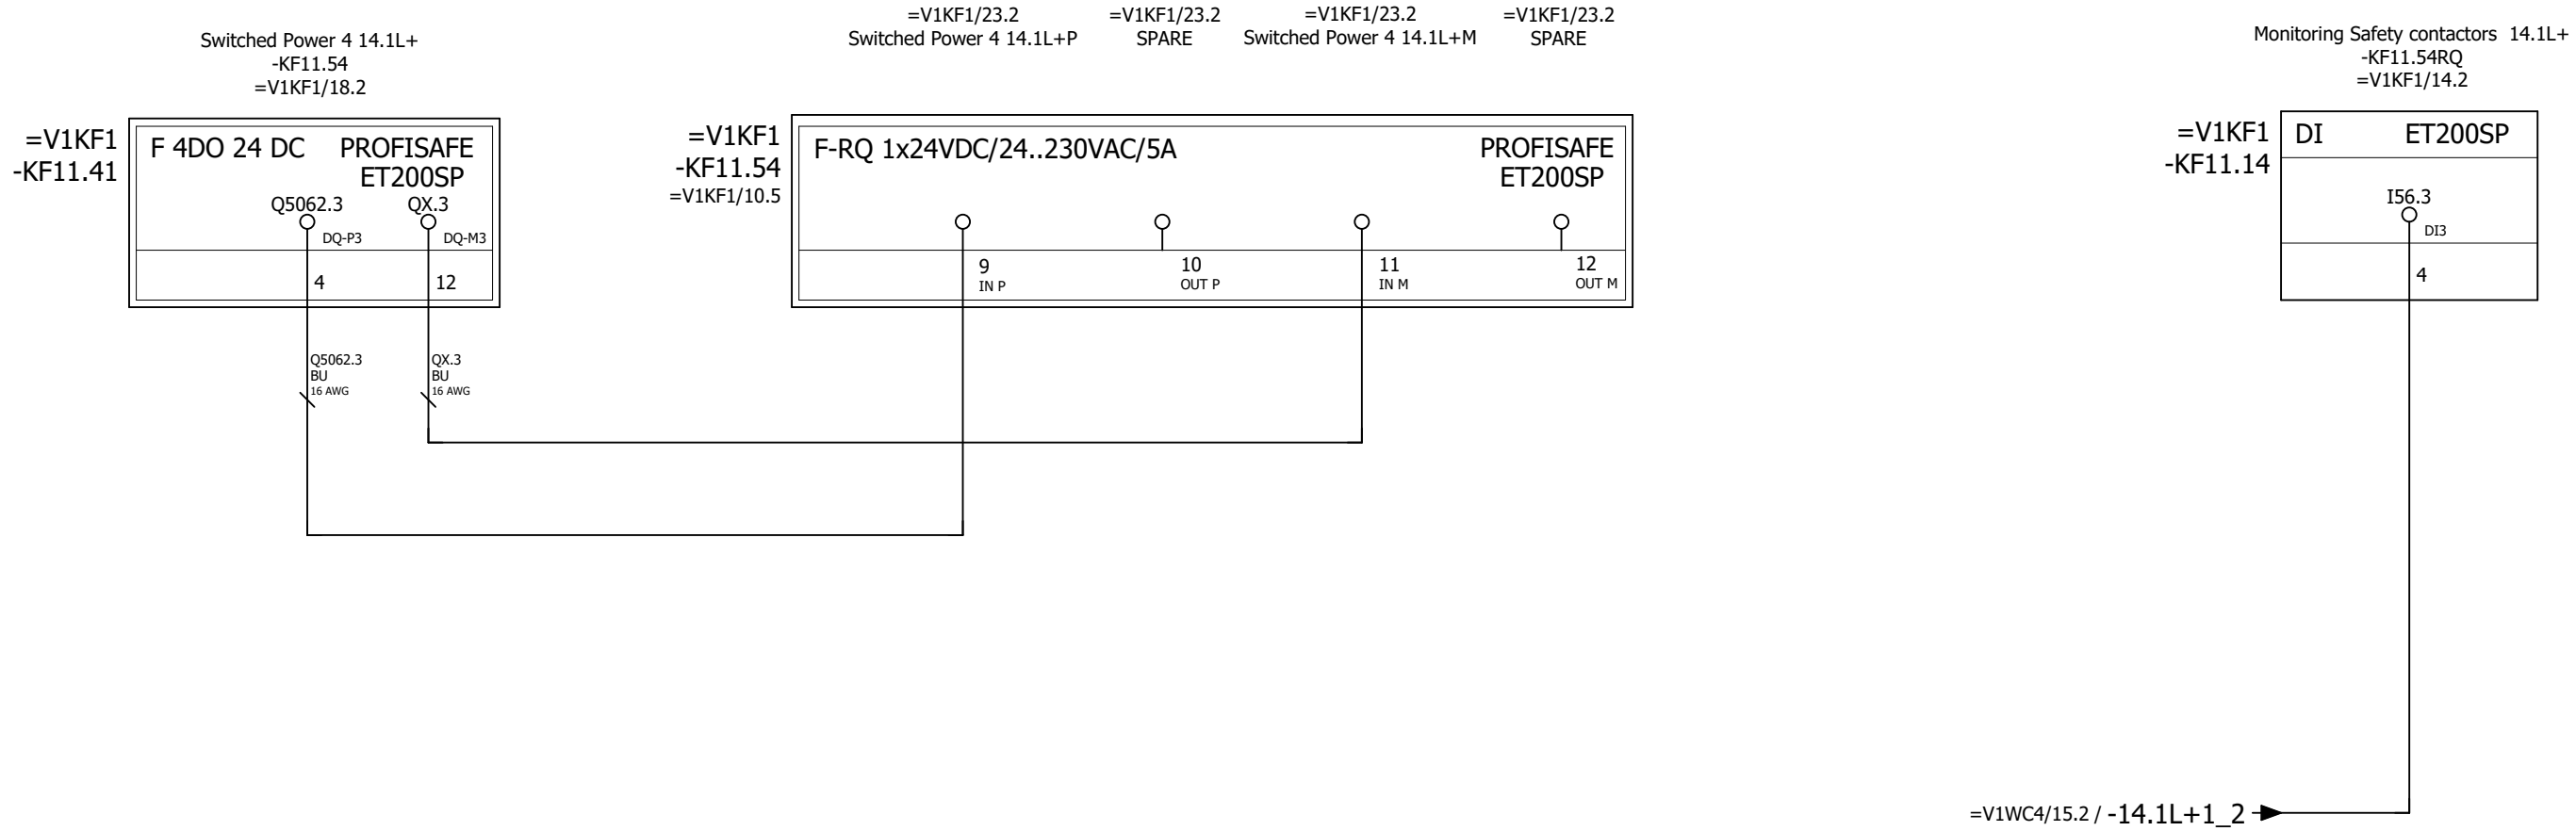 Switched Power 4 14.1L+
-KF11.54
=V1KF1/18.2
=V1KF1
-KF11.41
F 4DO 24 DC PROFISAFE
ET200SP
Q5062.3 QX.3
DQ-P3 DQ-M3
4 12
Q5062.3
BU
16 AWG
QX.3
BU
16 AWG
=V1KF1/23.2 =V1KF1/23.2 =V1KF1/23.2 =V1KF1/23.2
Switched Power 4 14.1L+P SPARE Switched Power 4 14.1L+M SPARE
=V1KF1
-KF11.54
=V1KF1/10.5
F-RQ 1x24VDC/24..230VAC/5A PROFISAFE
ET200SP
9 10 11 12
IN P OUT P IN M OUT M
Monitoring Safety contactors 14.1L+
-KF11.54RQ
=V1KF1/14.2
=V1KF1
-KF11.14
DI ET200SP
I56.3
DI3
4
=V1WC4/15.2 / -14.1L+1_2